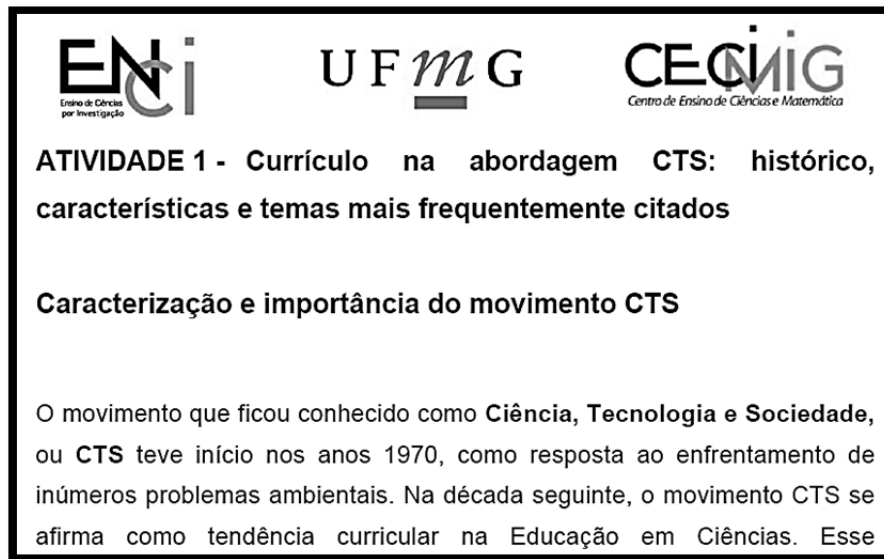 ENCi
Ensino de Ciências
por Investigação
UFmG
CECiMiG
Centro de Ensino de Ciências e Matemática
ATIVIDADE 1 - Currículo na abordagem CTS: histórico,
características e temas mais frequentemente citados
Caracterização e importância do movimento CTS
O movimento que ficou conhecido como Ciência, Tecnologia e Sociedade,
ou CTS teve início nos anos 1970, como resposta ao enfrentamento de
inúmeros problemas ambientais. Na década seguinte, o movimento CTS se
afirma como tendência curricular na Educação em Ciências. Esse